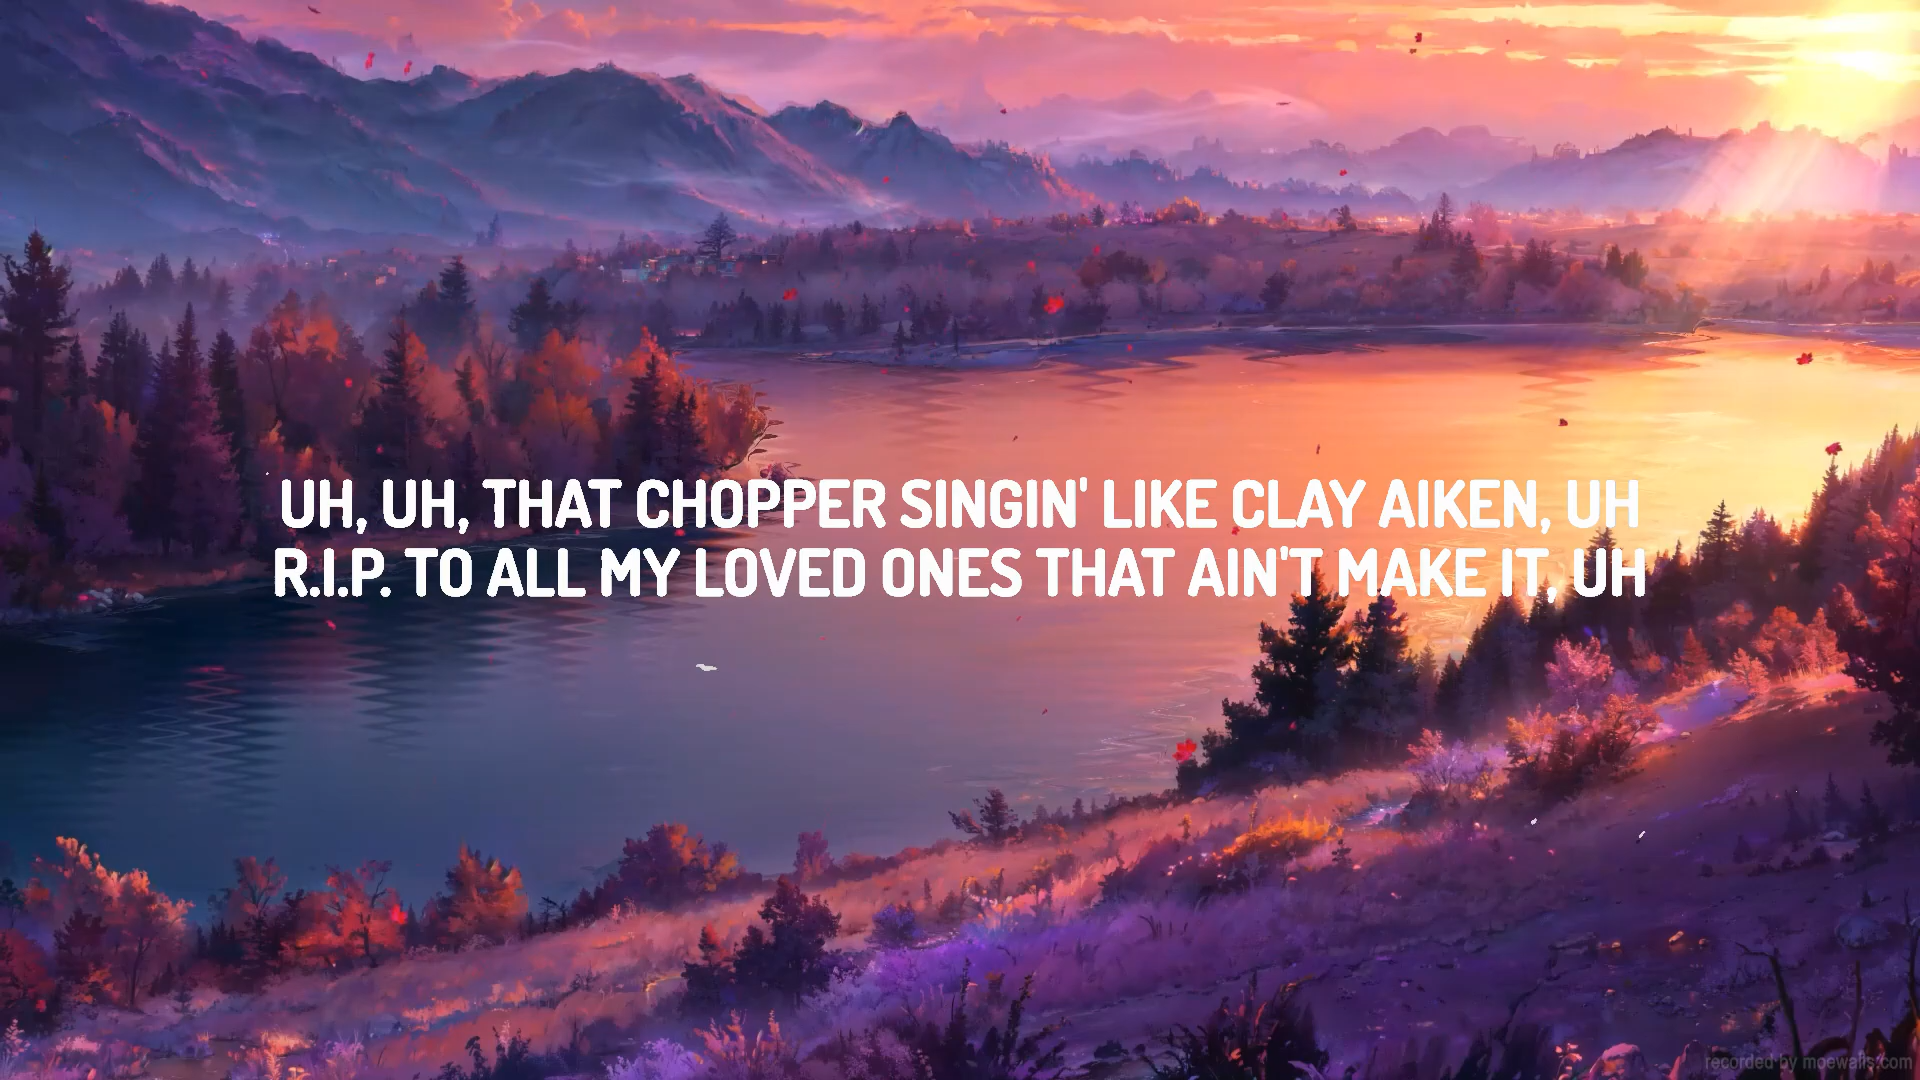 UH, UH, THAT CHOPPER SINGIN' LIKE CLAY AIKEN, UH
R.I.P. TO ALL MY LOVED ONES THAT AIN'T MAKE IT, UH
recorded by moewalls.com